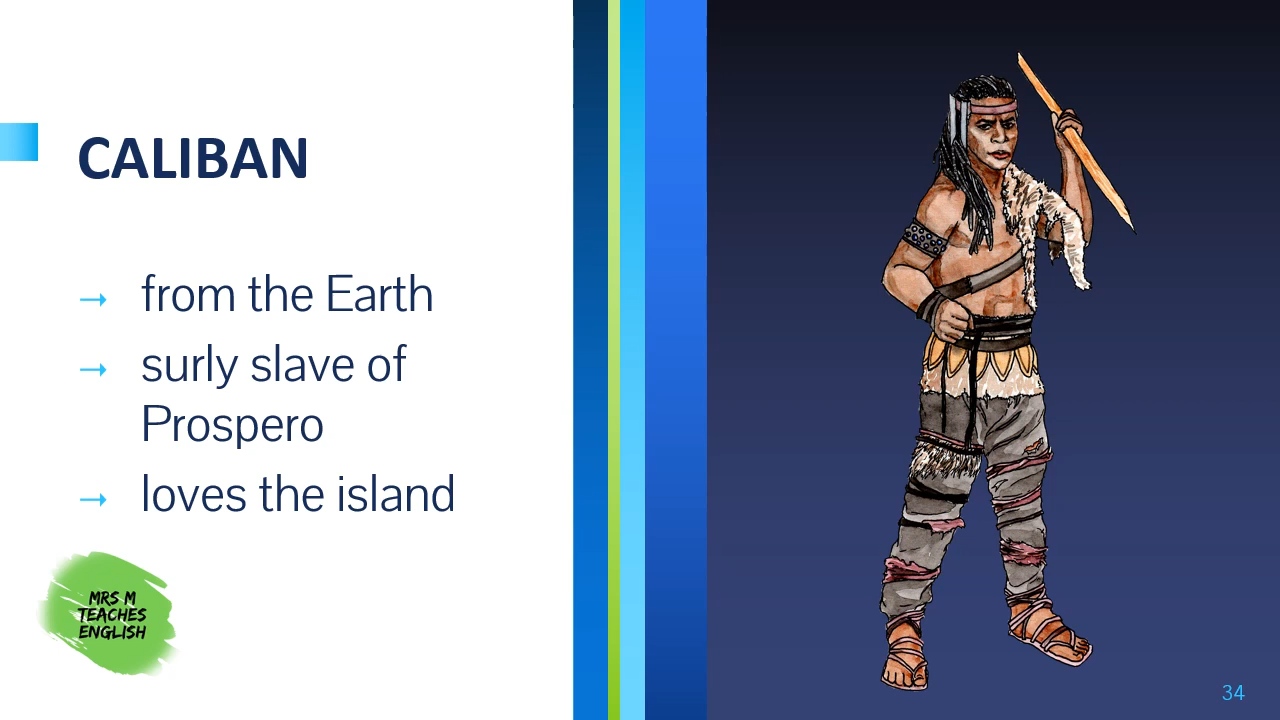 CALIBAN
→ from the Earth
→ surly slave of
Prospero
→ loves the island
MRS M
TEACHES
ENGLISH
34